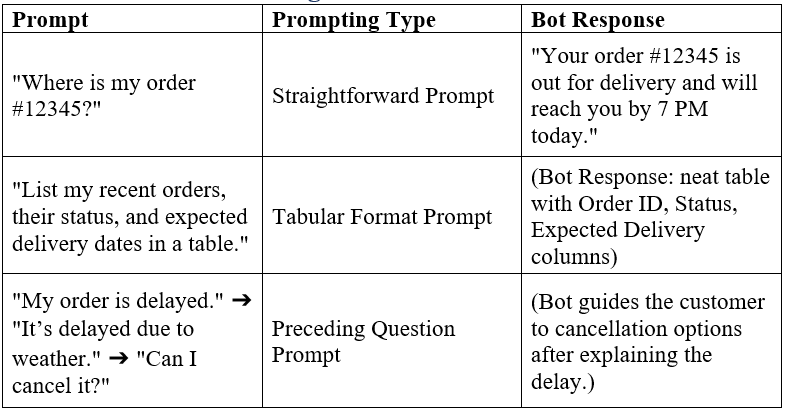 Prompt Prompting Type Bot Response
"Where is my order
#12345?"
Straightforward Prompt
"Your order #12345 is
out for delivery and will
reach you by 7 PM
today."
"List my recent orders,
their status, and expected
delivery dates in a table."
Tabular Format Prompt
(Bot Response: neat table
with Order ID, Status,
Expected Delivery
columns)
"My order is delayed." ➔
"It’s delayed due to
weather." ➔ "Can I
cancel it?"
Preceding Question
Prompt
(Bot guides the customer
to cancellation options
after explaining the
delay.)